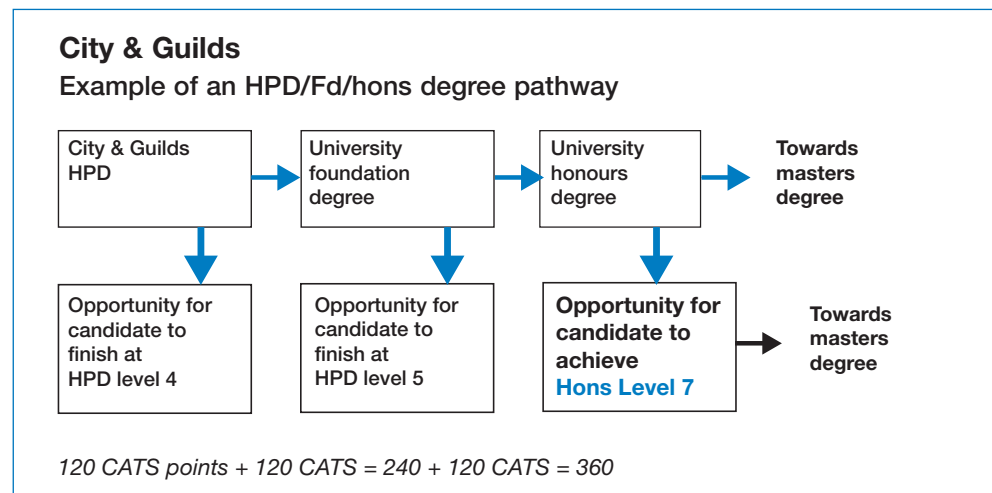 City & Guilds
Example of an HPD/Fd/hons degree pathway
City & Guilds
HPD
University
foundation
degree
University
honours
degree
Towards
masters
degree
Opportunity for
candidate to
finish at
HPD level 4
Opportunity for
candidate to
finish at
HPD level 5
Opportunity for
candidate to
achieve
Hons Level 7
Towards
masters
degree
120 CATS points + 120 CATS = 240 + 120 CATS = 360